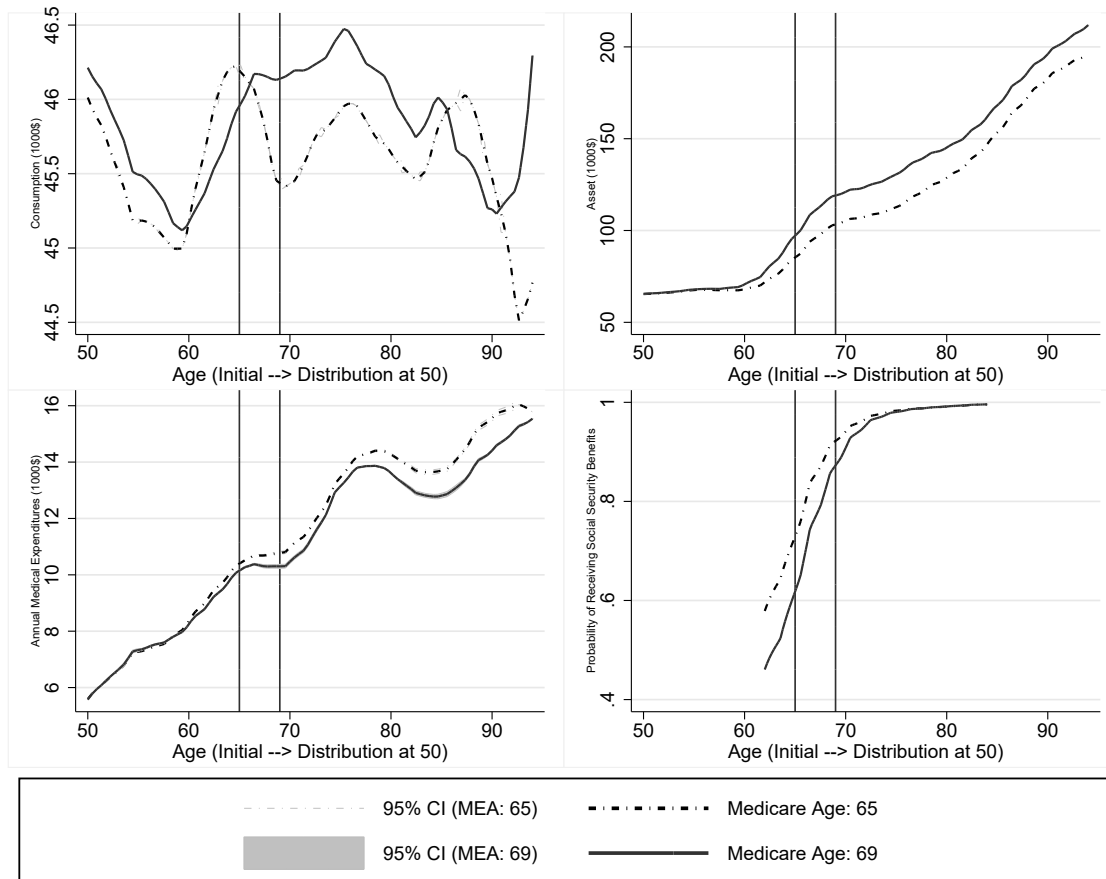 Consumption (1000$)
46.5
46
45.5
45
44.5
50 60 70 80 90
Age (Initial --> Distribution at 50)
Asset (1000$)
200
150
100
50
50 60 70 80 90
Age (Initial --> Distribution at 50)
Annual Medical Expenditures (1000$)
16
14
12
10
8
6
50 60 70 80 90
Age (Initial --> Distribution at 50)
Probability of Receiving Social Security Benefits
1
.8
.6
.4
50 60 70 80 90
Age (Initial --> Distribution at 50)
95% CI (MEA: 65) Medicare Age: 65
95% CI (MEA: 69) Medicare Age: 69